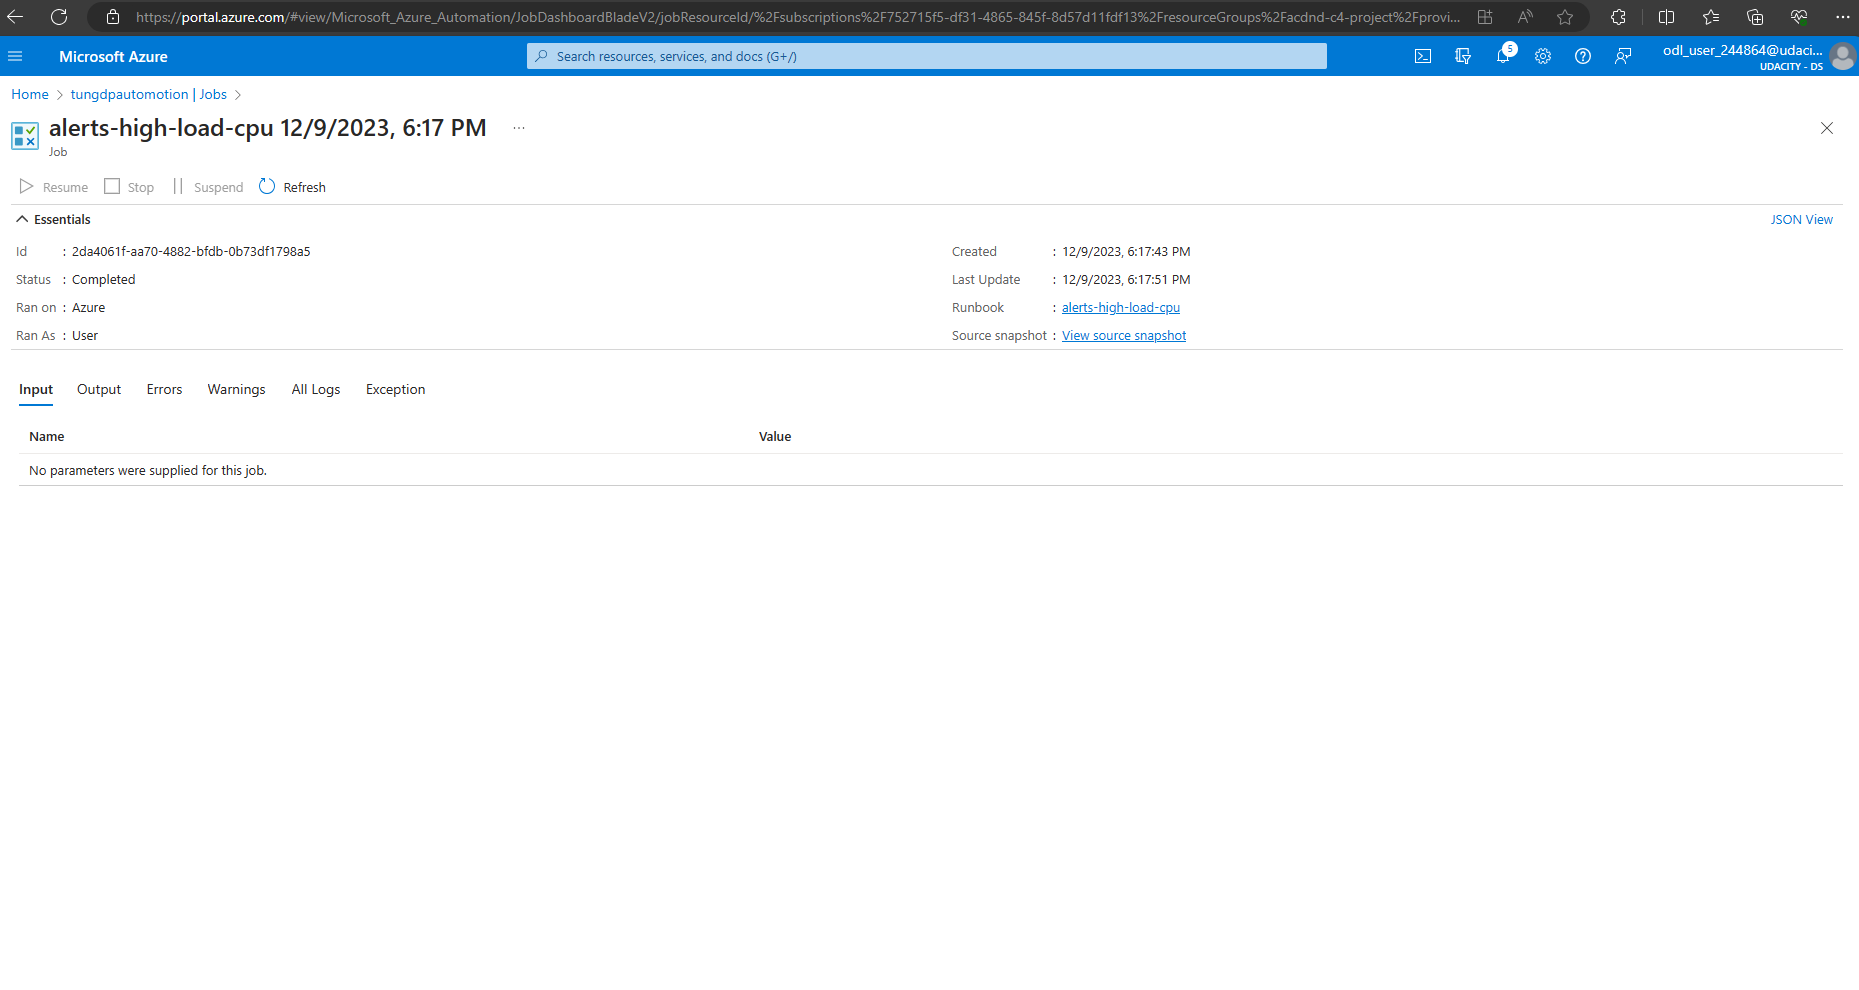 https://portal.azure.com/#view/Microsoft_Azure_Automation/JobDashboardBladeV2/jobResourceId/%2Fsubscriptions%2F752715f5-df31-4865-845f-8d57d11fdf13%2FresourceGroups%2Facdnd-c4-project%2Fprovi...
Microsoft Azure
Search resources, services, and docs (G+/)
5
odl_user_244864@udaci...
UDACITY - DS
Home > tungdpautomotion | Jobs >
alerts-high-load-cpu 12/9/2023, 6:17 PM ...
Job
Resume Stop Suspend Refresh
Essentials JSON View
Id : 2da4061f-aa70-4882-bfdb-0b73df1798a5
Status : Completed
Ran on : Azure
Ran As : User
Created : 12/9/2023, 6:17:43 PM
Last Update : 12/9/2023, 6:17:51 PM
Runbook : alerts-high-load-cpu
Source snapshot : View source snapshot
Input Output Errors Warnings All Logs Exception
Name Value
No parameters were supplied for this job.